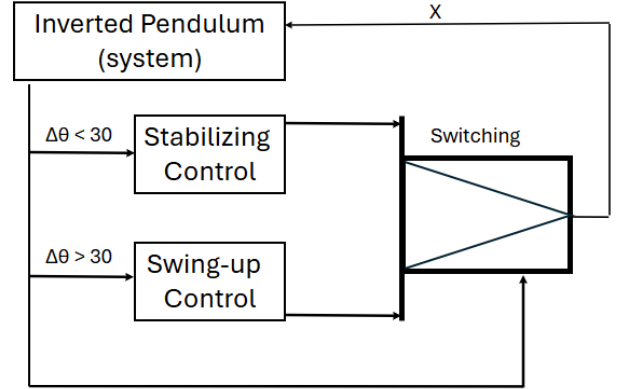 Inverted Pendulum
(system)
X
Δθ < 30
Stabilizing
Control
Switching
Δθ > 30
Swing-up
Control